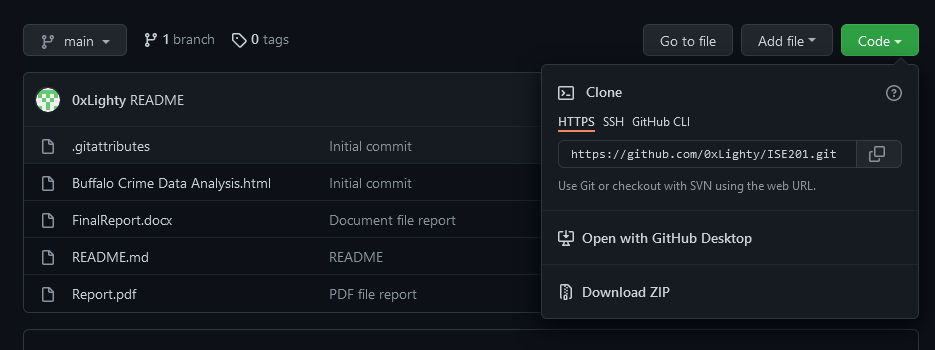 main 1 branch 0 tags Go to file Add file Code
0xLighty README
.gitattributes Initial commit
Buffalo Crime Data Analysis.html Initial commit
FinalReport.docx Document file report
README.md README
Report.pdf PDF file report
Clone ?
HTTPS SSH GitHub CLI
https://github.com/0xLighty/ISE201.git
Use Git or checkout with SVN using the web URL.
Open with GitHub Desktop
Download ZIP